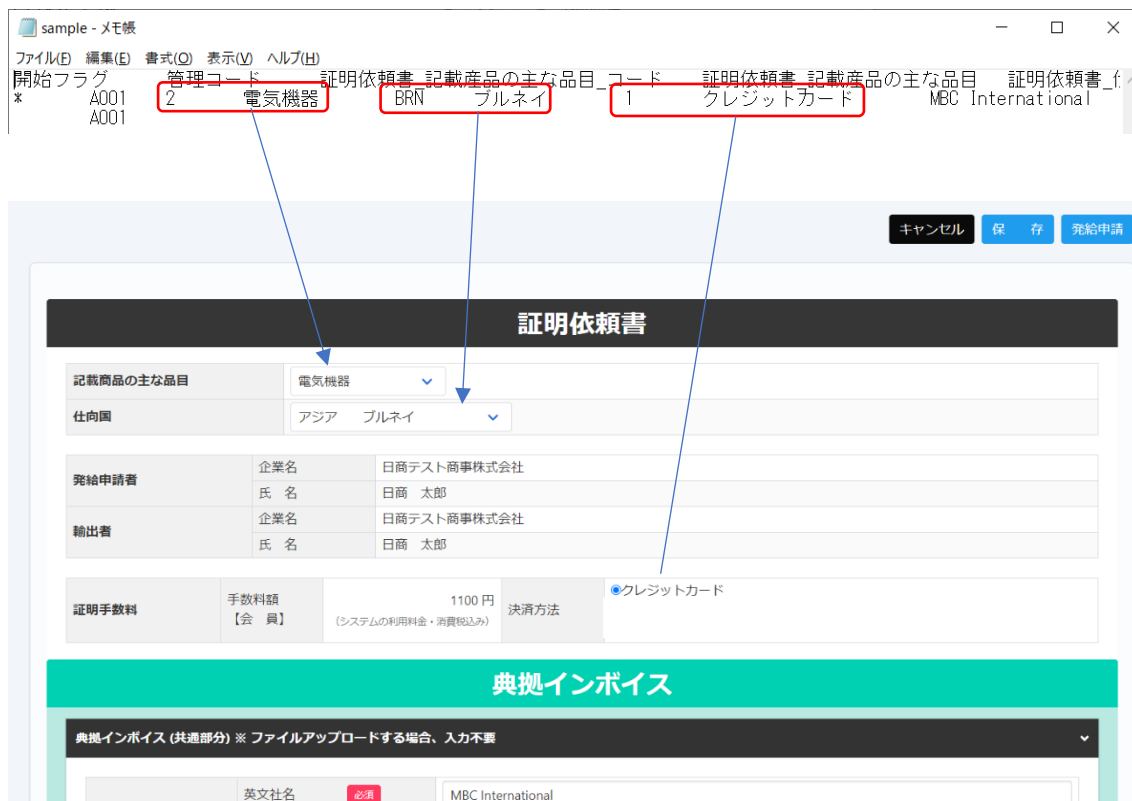 sample - メモ帳
ファイル(F) 編集(E) 書式(O) 表示(V) ヘルプ(H)
開始フラグ 管理コード 証明依頼書_記載産品の主な品目_コード 証明依頼書_記載産品の主な品目
* A001 2 電気機器 BRN ブルネイ 1 クレジットカード MBC International
A001
キャンセル 保 存 発給申請
証明依頼書
記載商品の主な品目 電気機器
仕向国 アジア ブルネイ
発給申請者 企業名 日商テスト商事株式会社
氏 名 日商 太郎
輸出者 企業名 日商テスト商事株式会社
氏 名 日商 太郎
証明手数料 手数料額 【会 員】 1100 円 (システムの利用料金・消費税込み) 決済方法 クレジットカード
典拠インボイス
典拠インボイス (共通部分) ※ ファイルアップロードする場合、入力不要
英文社名 必須 MBC International